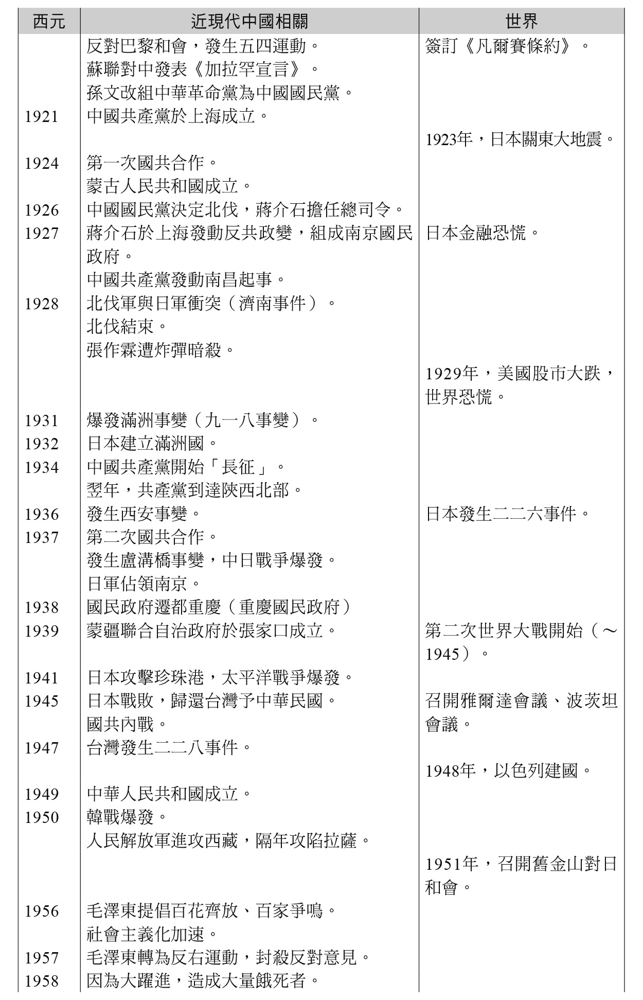 西元 近現代中國相關 世界
反對巴黎和會，發生五四運動。 簽訂《凡爾賽條約》。
蘇聯對中發表《加拉罕宣言》。
孫文改組中華革命黨為中國國民黨。
1921 中國共產黨於上海成立。
1923年，日本關東大地震。
1924 第一次國共合作。
蒙古人民共和國成立。
1926 中國國民黨決定北伐，蔣介石擔任總司令。
1927 蔣介石於上海發動反共政變，組成南京國民 日本金融恐慌。
政府。
中國共產黨發動南昌起事。
1928 北伐軍與日軍衝突（濟南事件）。
北伐結束。
張作霖遭炸彈暗殺。
1929年，美國股市大跌，
世界恐慌。
1931 爆發滿洲事變（九一八事變）。
1932 日本建立滿洲國。
1934 中國共產黨開始「長征」。
翌年，共產黨到達陝西北部。
1936 發生西安事變。 日本發生二二六事件。
1937 第二次國共合作。
發生盧溝橋事變，中日戰爭爆發。
日軍佔領南京。
1938 國民政府遷都重慶（重慶國民政府）
1939 蒙疆聯合自治政府於張家口成立。 第二次世界大戰開始（～
1945）。
1941 日本攻擊珍珠港，太平洋戰爭爆發。
1945 日本戰敗，歸還台灣予中華民國。 召開雅爾達會議、波茨坦
國共內戰。 會議。
1947 台灣發生二二八事件。
1948年，以色列建國。
1949 中華人民共和國成立。
1950 韓戰爆發。
人民解放軍進攻西藏，隔年攻陷拉薩。
1951年，召開舊金山對日
和會。
1956 毛澤東提倡百花齊放、百家爭鳴。
社會主義化加速。
1957 毛澤東轉為反右運動，封殺反對意見。
1958 因為大躍進，造成大量餓死者。